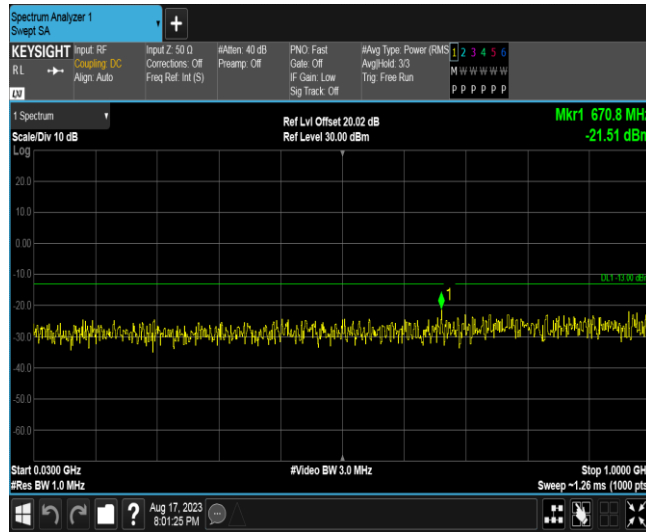 Spectrum Analyzer 1
Swept SA
+
KEYSIGHT
RL
LXI
Input: RF
Coupling: DC
Align: Auto
Input Z: 50 Ω
Corrections: Off
Freq Ref: Int (S)
#Atten: 40 dB
Preamp: Off
PNO: Fast
Gate: Off
IF Gain: Low
Sig Track: Off
#Avg Type: Power (RMS
Avg|Hold: 3/3
Trig: Free Run
1 2 3 4 5 6
M W W W W W
P P P P P P
1 Spectrum
Scale/Div 10 dB
Log
Ref Lvl Offset 20.02 dB
Ref Level 30.00 dBm
Mkr1 670.8 MHz
-21.51 dBm
20.0
10.0
0.00
-10.0
DL1 -13.00 dBm
1
-20.0
-30.0
-40.0
-50.0
-60.0
Start 0.0300 GHz
#Res BW 1.0 MHz
#Video BW 3.0 MHz
Stop 1.0000 GH
Sweep ~1.26 ms (1000 pts
?
Aug 17, 2023
8:01:25 PM